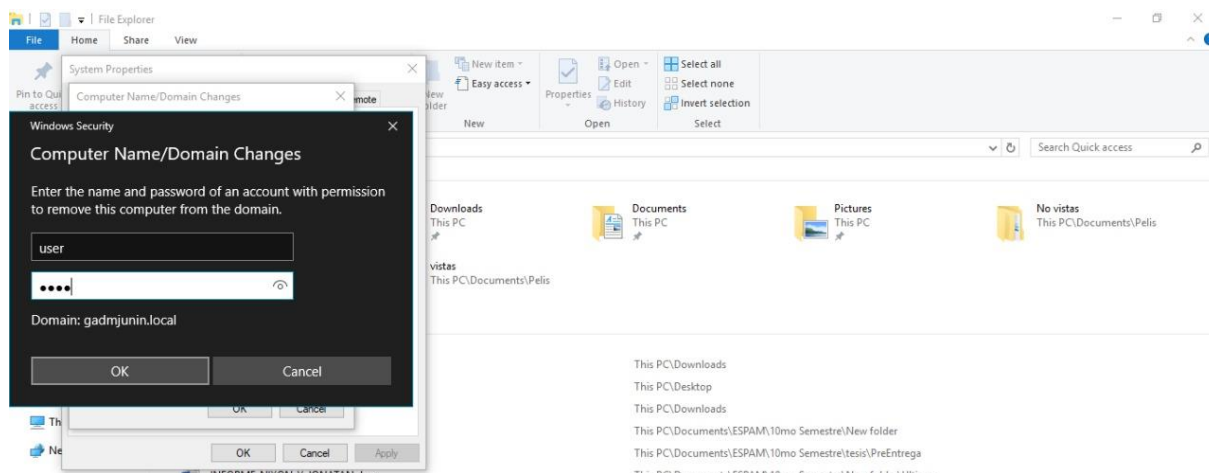 File Explorer
File Home Share View
System Properties
New item
Open
Select all
Pin to Qui
access
Computer Name/Domain Changes
emote
New
Easy access
Properties
Edit
Select none
older
History
Invert selection
Windows Security
New
Open
Select
Computer Name/Domain Changes
Search Quick access
Enter the name and password of an account with permission
to remove this computer from the domain.
Downloads
This PC
Documents
This PC
Pictures
This PC
No vistas
This PC\Documents\Pelis
user
vistas
This PC\Documents\Pelis
Domain: gadmjunin.local
OK
Cancel
This PC\Downloads
This PC\Desktop
OK
Cancel
This PC\Downloads
Th
This PC\Documents\ESPAM\10mo Semestre\New folder
Ne
OK
Cancel
Apply
This PC\Documents\ESPAM\10mo Semestre\tesis\PreEntrega